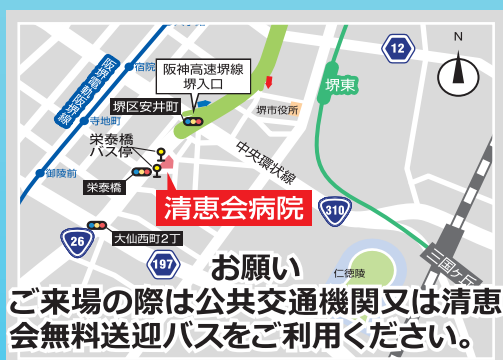 宿院
阪堺電軌阪堺線
阪神高速堺線
堺入口
12
N
堺区安井町
堺東
堺市役所
寺地町
栄泰橋
バス停
中央環状線
御陵前
栄泰橋
清恵会病院
310
26
大仙西町2丁
197
仁徳陵
三国ケ丘
お願い
ご来場の際は公共交通機関又は清恵
会無料送迎バスをご利用ください。